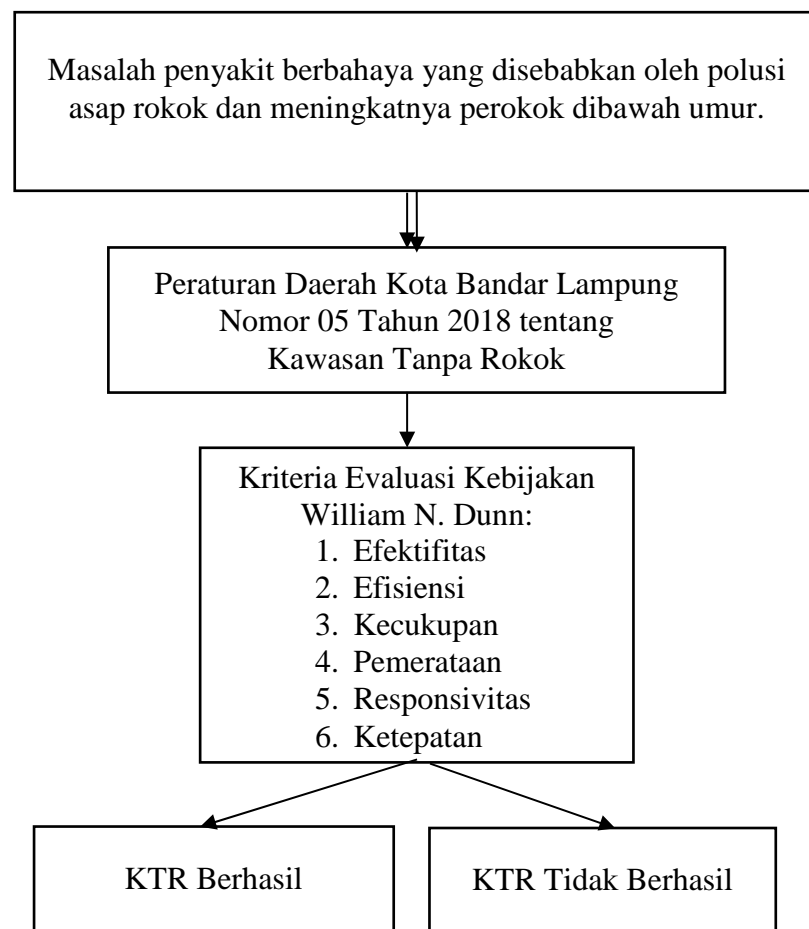 Masalah penyakit berbahaya yang disebabkan oleh polusi
asap rokok dan meningkatnya perokok dibawah umur.
Peraturan Daerah Kota Bandar Lampung
Nomor 05 Tahun 2018 tentang
Kawasan Tanpa Rokok
Kriteria Evaluasi Kebijakan
William N. Dunn:
1. Efektifitas
2. Efisiensi
3. Kecukupan
4. Pemerataan
5. Responsivitas
6. Ketepatan
KTR Berhasil
KTR Tidak Berhasil